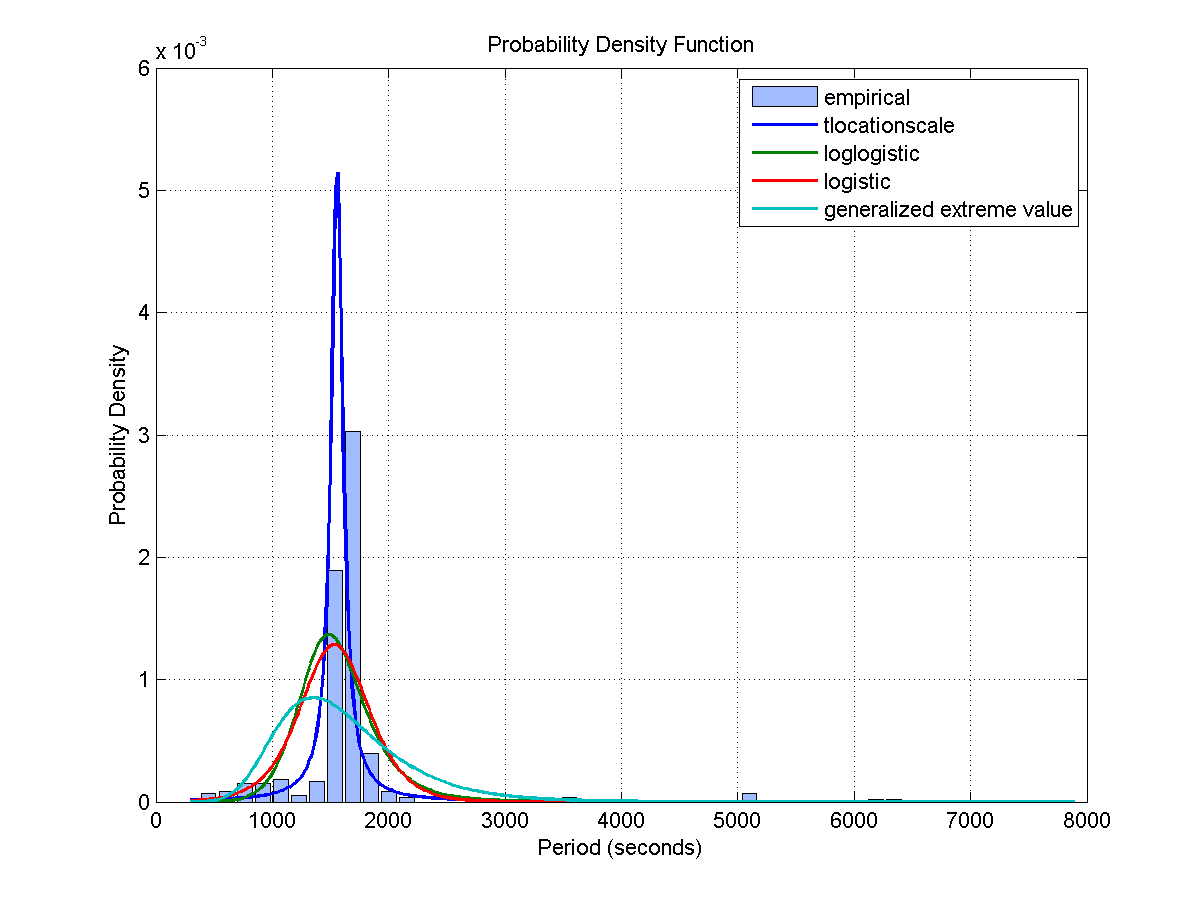 Probability Density Function
x 10^-3
6
5
4
3
2
1
0
Probability Density
0 1000 2000 3000 4000 5000 6000 7000 8000
Period (seconds)
empirical
tlocationscale
loglogistic
logistic
generalized extreme value